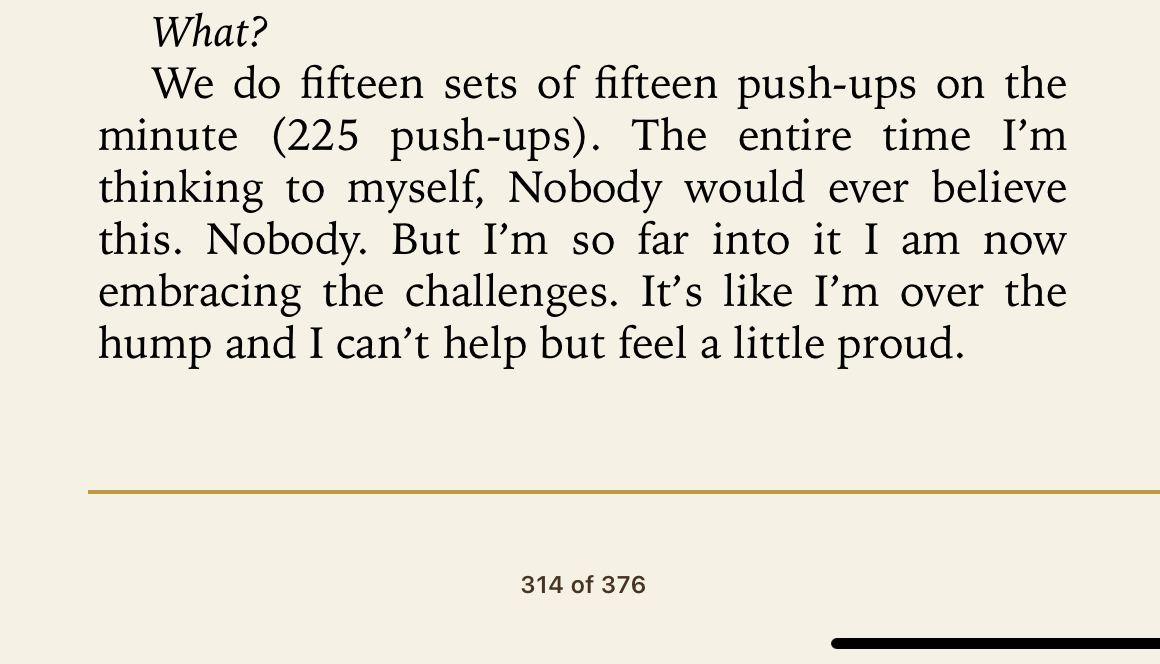 What?
We do fifteen sets of fifteen push-ups on the
minute (225 push-ups). The entire time I’m
thinking to myself, Nobody would ever believe
this. Nobody. But I’m so far into it I am now
embracing the challenges. It’s like I’m over the
hump and I can’t help but feel a little proud.
314 of 376